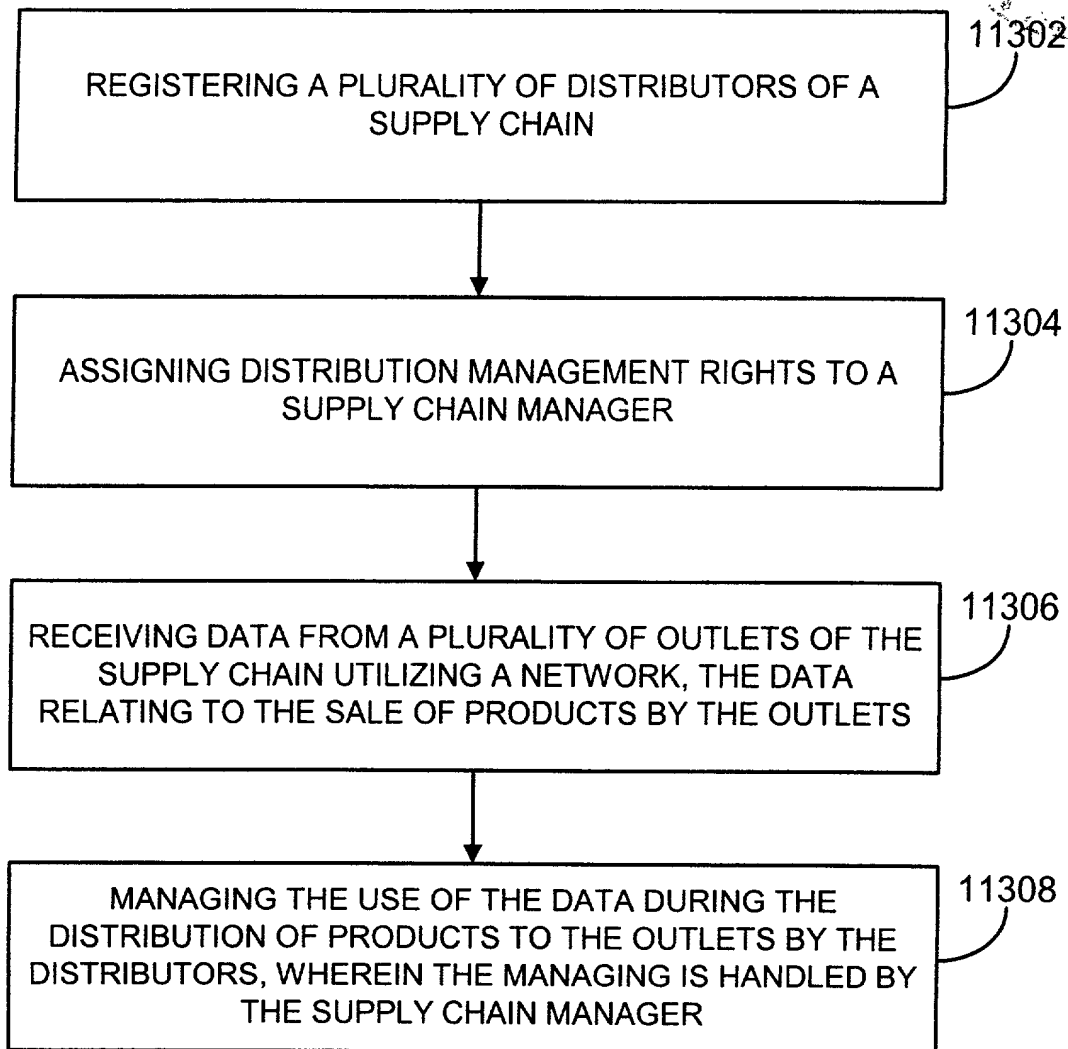 11302
REGISTERING A PLURALITY OF DISTRIBUTORS OF A
SUPPLY CHAIN
11304
ASSIGNING DISTRIBUTION MANAGEMENT RIGHTS TO A
SUPPLY CHAIN MANAGER
11306
RECEIVING DATA FROM A PLURALITY OF OUTLETS OF THE
SUPPLY CHAIN UTILIZING A NETWORK, THE DATA
RELATING TO THE SALE OF PRODUCTS BY THE OUTLETS
11308
MANAGING THE USE OF THE DATA DURING THE
DISTRIBUTION OF PRODUCTS TO THE OUTLETS BY THE
DISTRIBUTORS, WHEREIN THE MANAGING IS HANDLED BY
THE SUPPLY CHAIN MANAGER